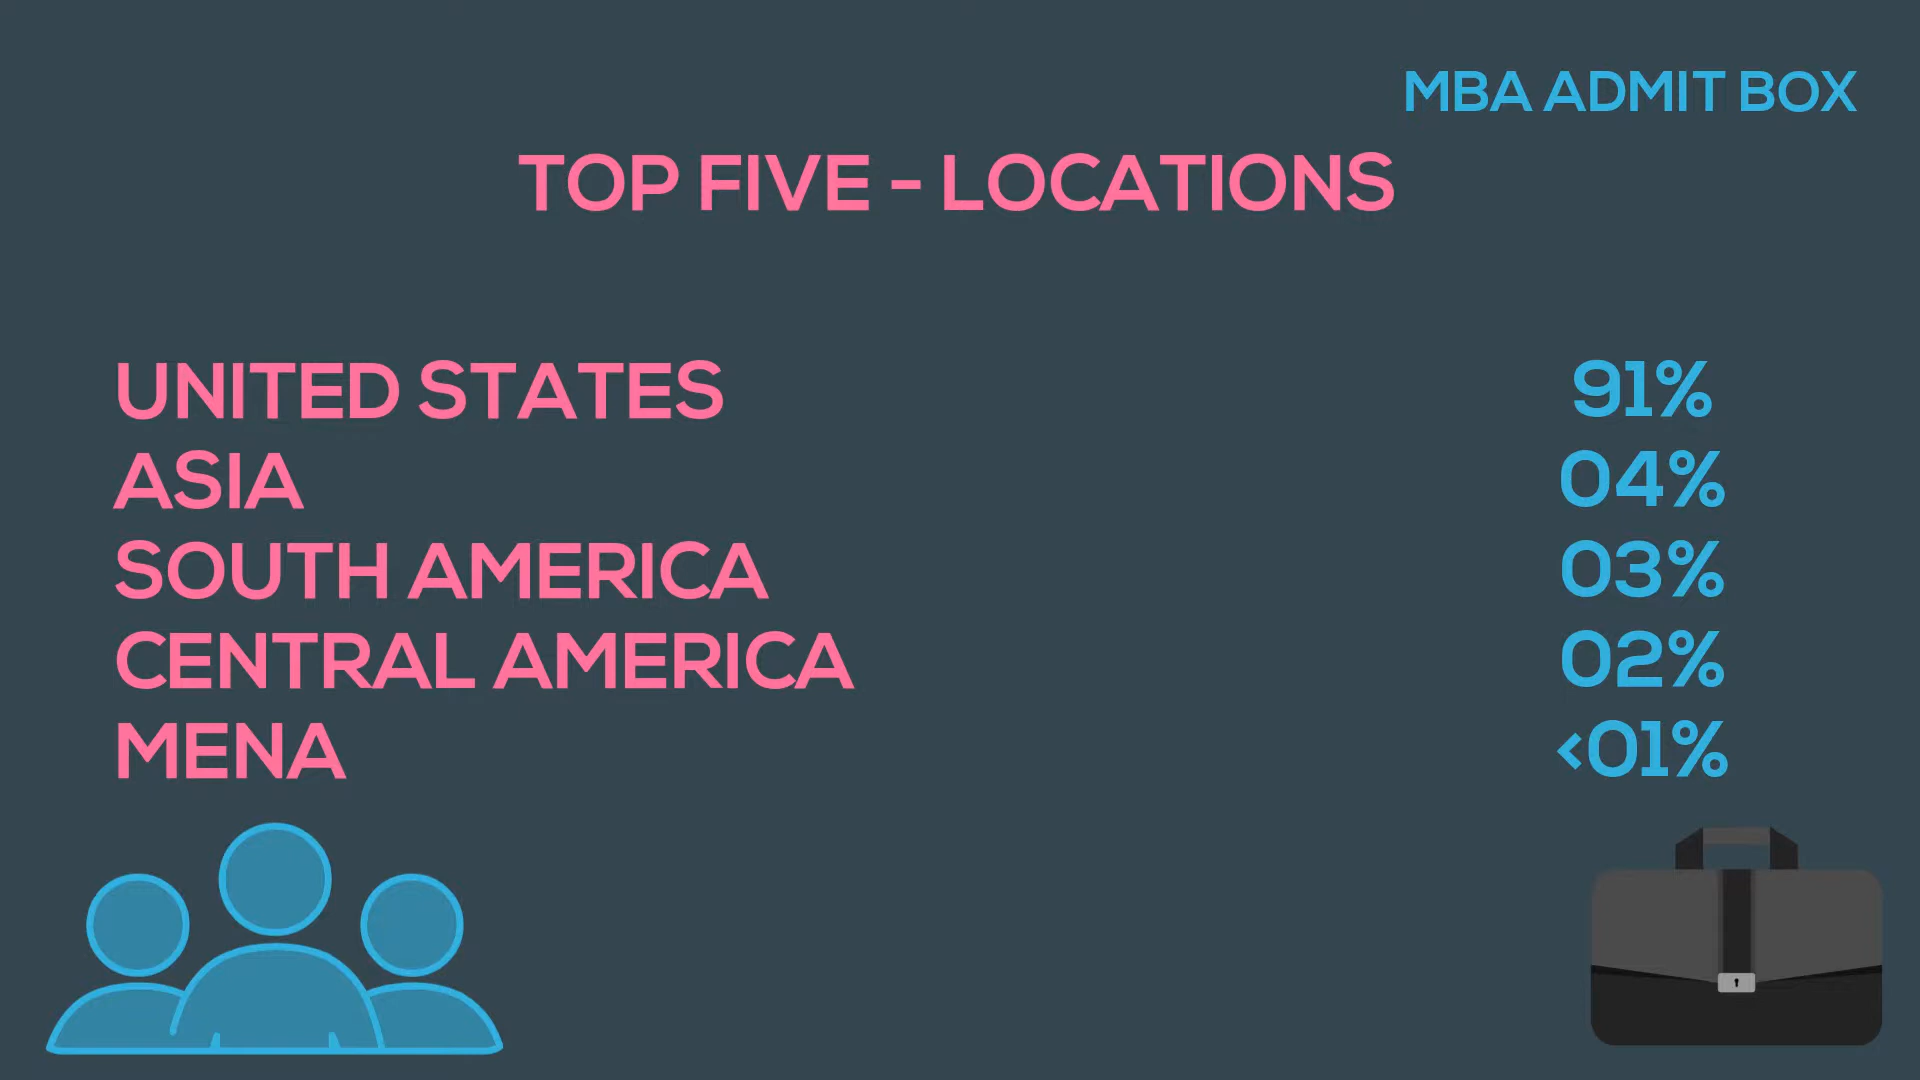 MBA ADMIT BOX
TOP FIVE - LOCATIONS
UNITED STATES 91%
ASIA 04%
SOUTH AMERICA 03%
CENTRAL AMERICA 02%
MENA <01%